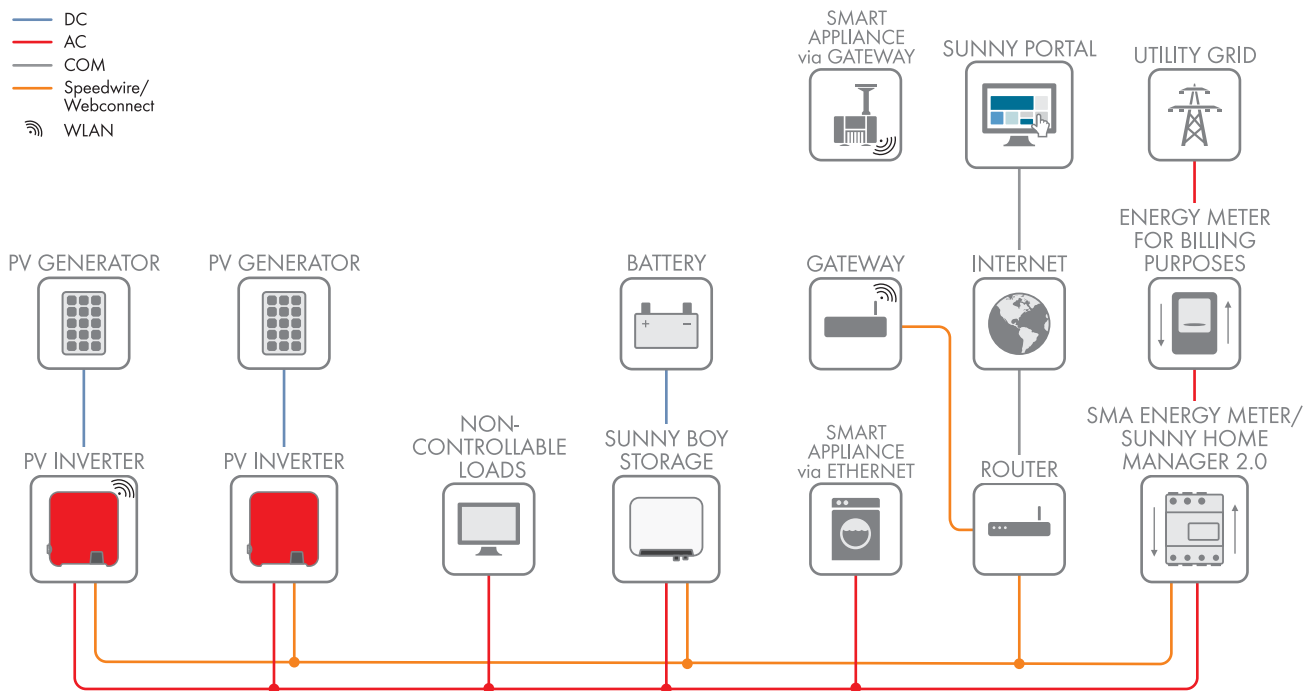 DC
AC
COM
Speedwire/
Webconnect
WLAN
SMART
APPLIANCE
via GATEWAY
SUNNY PORTAL
UTILITY GRID
PV GENERATOR
PV GENERATOR
BATTERY
GATEWAY
INTERNET
ENERGY METER
FOR BILLING
PURPOSES
PV INVERTER
PV INVERTER
NON-
CONTROLLABLE
LOADS
SUNNY BOY
STORAGE
SMART
APPLIANCE
via ETHERNET
ROUTER
SMA ENERGY METER/
SUNNY HOME
MANAGER 2.0